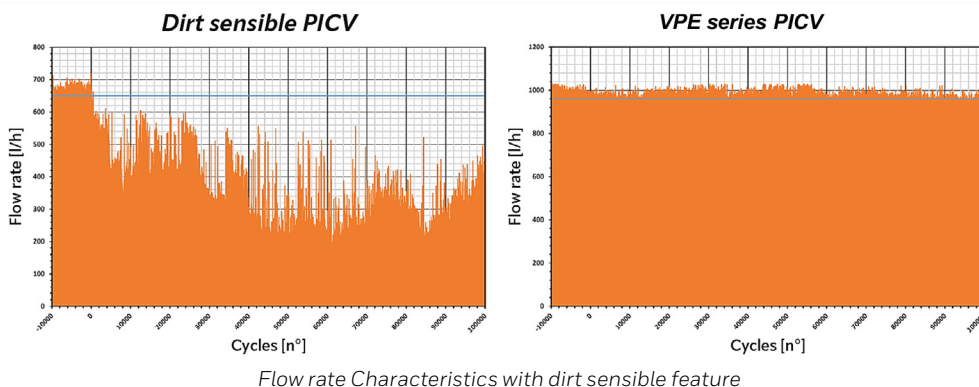 Dirt sensible PICV
800
700
600
500
400
300
200
100
0
Flow rate [l/h]
-10000 0 10000 20000 30000 40000 50000 60000 70000 80000 90000 100000
Cycles [n°]
VPE series PICV
1200
1000
800
600
400
200
0
Flow rate [l/h]
-10000 0 10000 20000 30000 40000 50000 60000 70000 80000 90000 100000
Cycles [n°]
Flow rate Characteristics with dirt sensible feature